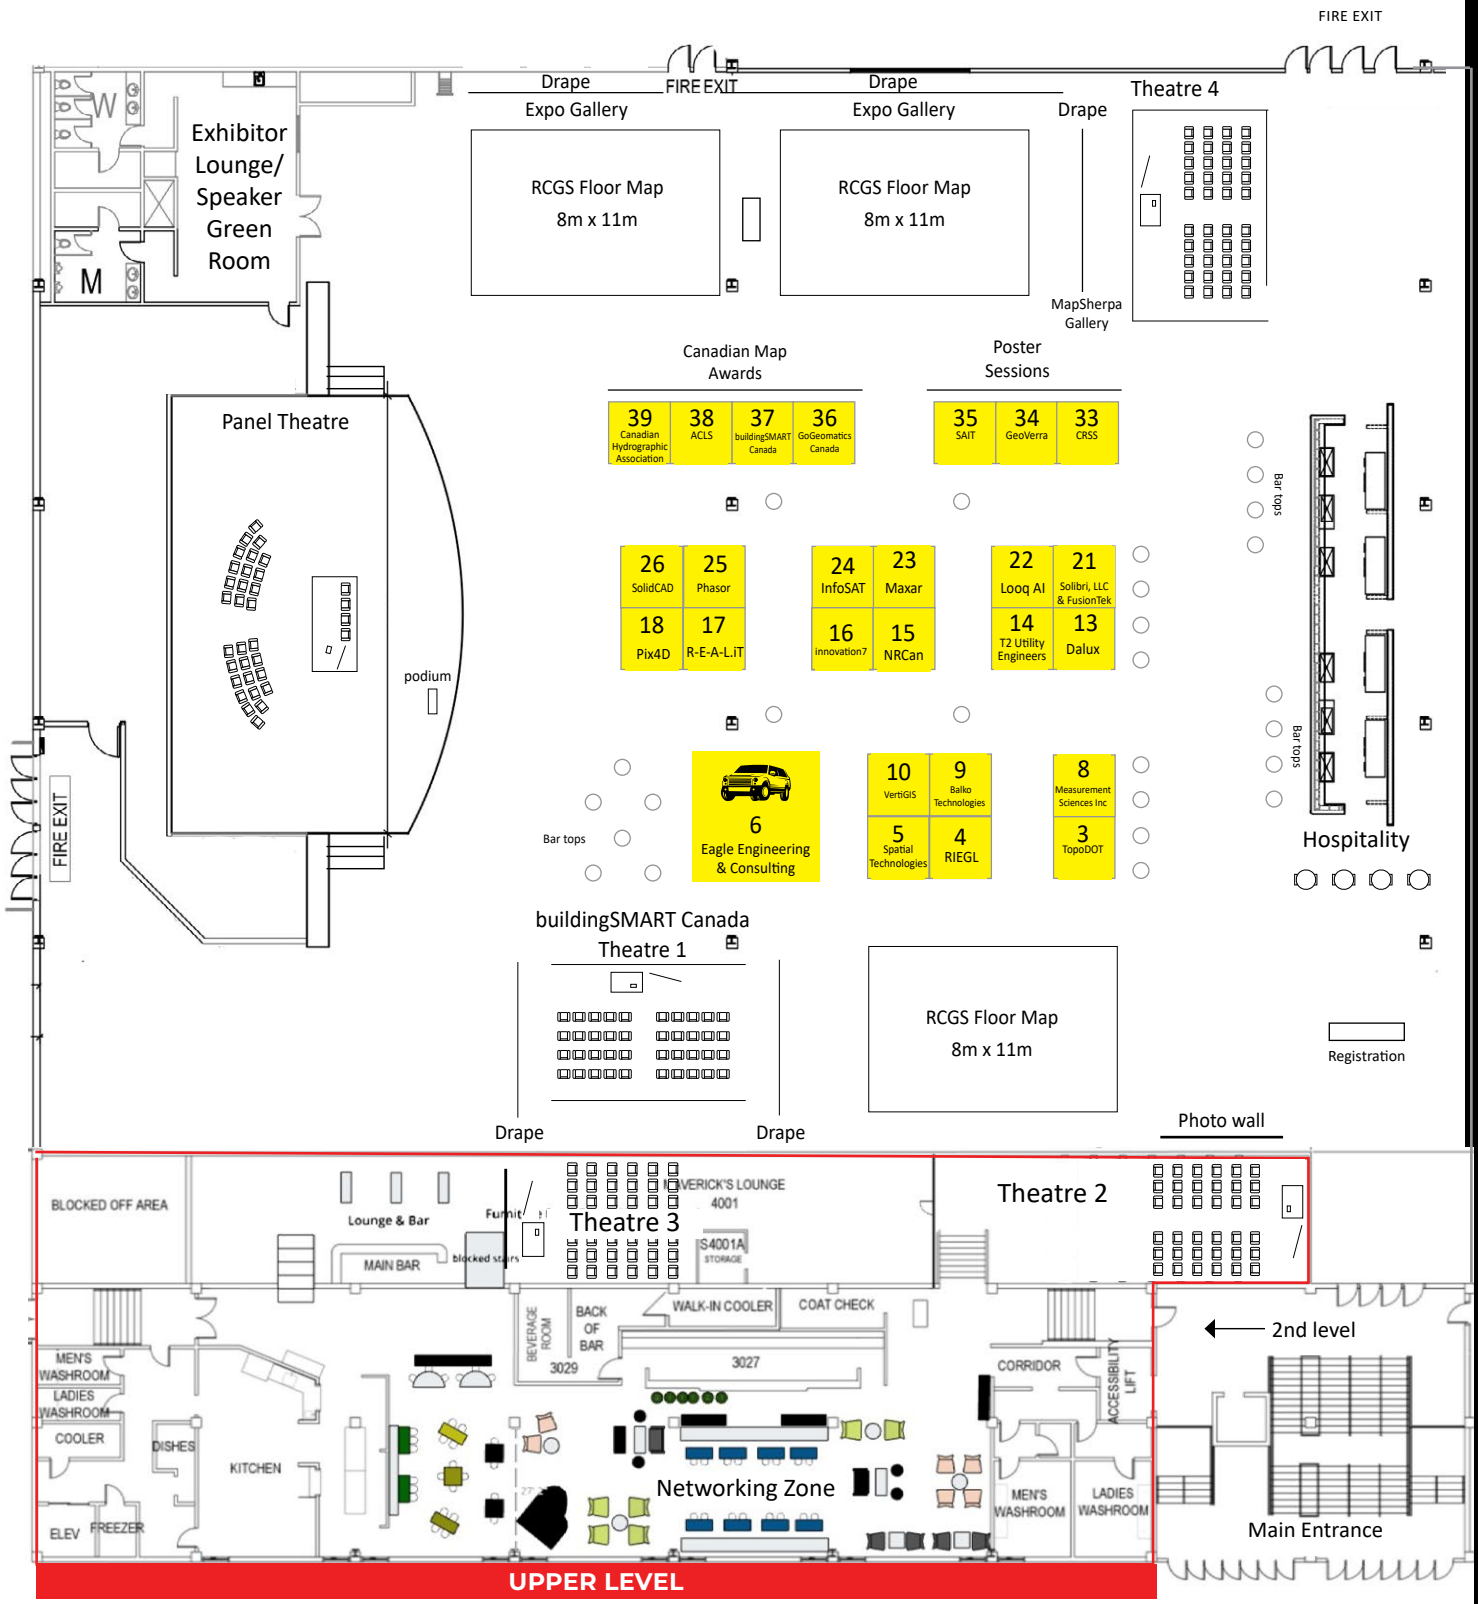 FIRE EXIT
Drape
FIRE EXIT
Drape
Theatre 4
Expo Gallery
Expo Gallery
Drape
W
Exhibitor
Lounge/
Speaker
Green
Room
M
RCGS Floor Map
8m x 11m
RCGS Floor Map
8m x 11m
MapSherpa
Gallery
Canadian Map
Awards
Poster
Sessions
Panel Theatre
39
Canadian
Hydrographic
Association
38
ACLS
37
buildingSMART
Canada
36
GoGeomatics
Canada
35
SAIT
34
GeoVerra
33
CRSS
Bar tops
26
SolidCAD
25
Phasor
24
InfoSAT
23
Maxar
22
Looq AI
21
Solibri, LLC
& FusionTek
18
Pix4D
17
R-E-A-L.iT
16
innovation7
15
NRCan
14
T2 Utility
Engineers
13
Dalux
podium
Bar tops
FIRE EXIT
Bar tops
6
Eagle Engineering
& Consulting
10
VertiGIS
9
Balko
Technologies
8
Measurement
Sciences Inc
5
Spatial
Technologies
4
RIEGL
3
TopoDOT
Hospitality
buildingSMART Canada
Theatre 1
RCGS Floor Map
8m x 11m
Registration
Drape
Drape
Photo wall
BLOCKED OFF AREA
Lounge & Bar
MAIN BAR
blocked stairs
Theatre 3
MAVERICK'S LOUNGE
4001
S4001A
STORAGE
Theatre 2
BEVERAGE
ROOM
BACK
OF
BAR
WALK-IN COOLER
COAT CHECK
3029
3027
CORRIDOR
ACCESSIBILITY
LIFT
2nd level
MEN'S
WASHROOM
LADIES
WASHROOM
COOLER
DISHES
KITCHEN
ELEV
FREEZER
Networking Zone
MEN'S
WASHROOM
LADIES
WASHROOM
Main Entrance
UPPER LEVEL